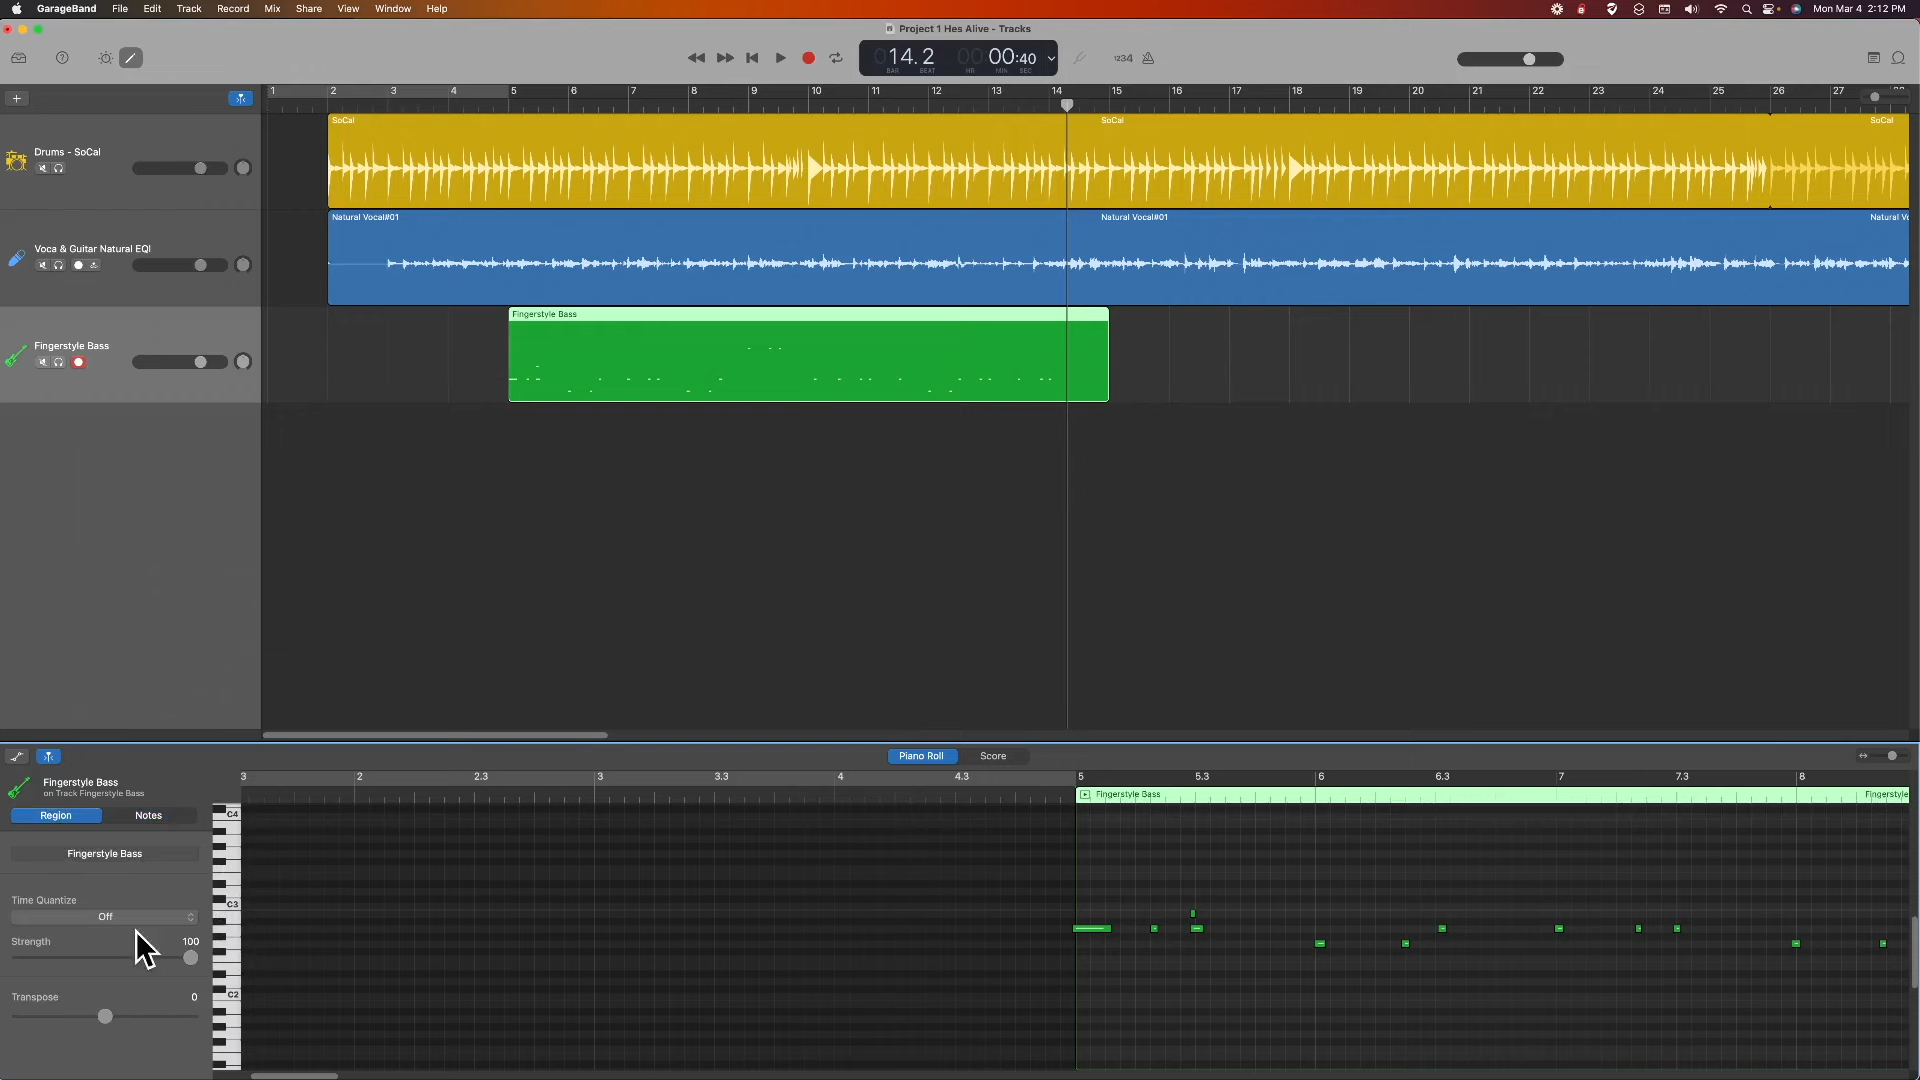 GarageBand File Edit Track Record Mix Share View Window Help
Mon Mar 4 2:12 PM
Project 1 Hes Alive - Tracks
14. 2 00:40
BAR BEAT HR MIN SEC
1234
1 2 3 4 5 6 7 8 9 10 11 12 13 14 15 16 17 18 19 20 21 22 23 24 25 26 27
SoCal SoCal SoCal
Drums - SoCal
Natural Vocal#01 Natural Vocal#01 Natural Vo
Voca & Guitar Natural EQI
Fingerstyle Bass
Fingerstyle Bass
Piano Roll Score
Fingerstyle Bass
on Track Fingerstyle Bass
3 2 2.3 3 3.3 4 4.3 5 5.3 6 6.3 7 7.3 8
Fingerstyle Bass Fingerstyle
Region Notes
C4
Fingerstyle Bass
Time Quantize
C3
Off
Strength 100
Transpose 0
C2